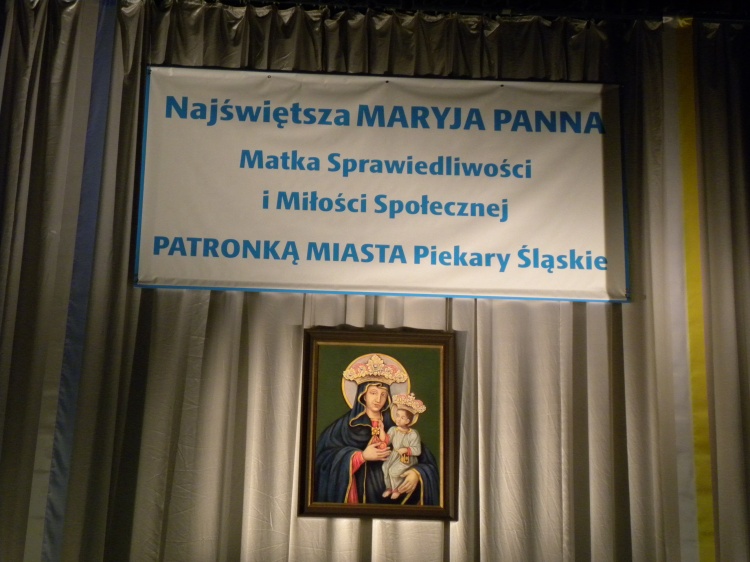 Najświętsza MARYJA PANNA
Matka Sprawiedliwości
i Miłości Społecznej
PATRONKĄ MIASTA Piekary Śląskie